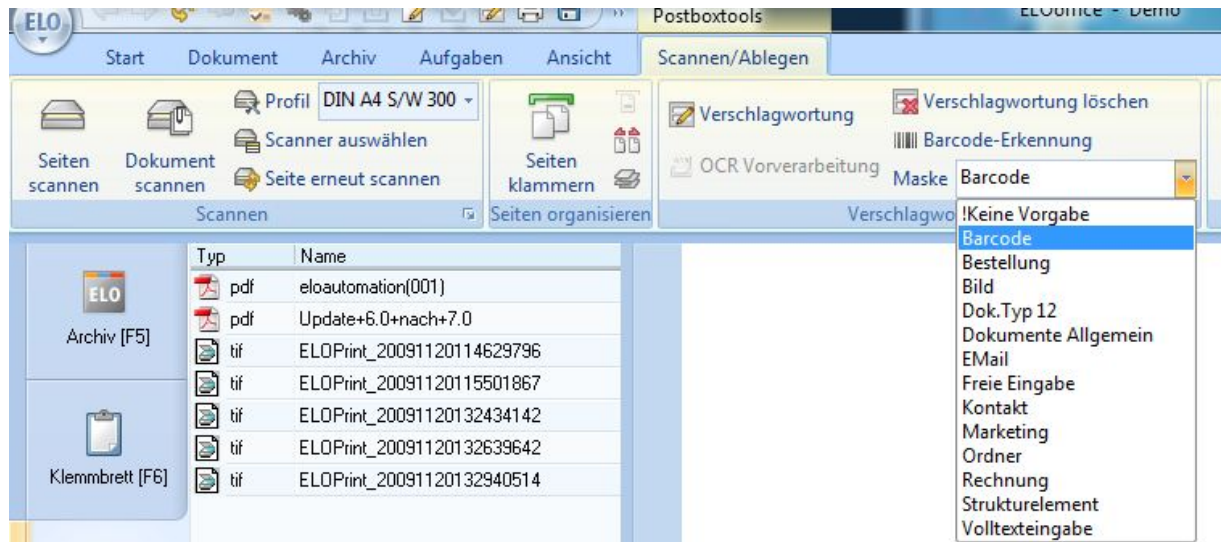 ELO
Postboxtools
ELOoffice - Demo
Start Dokument Archiv Aufgaben Ansicht Scannen/Ablegen
Seiten scannen
Dokument scannen
Profil DIN A4 S/W 300
Scanner auswählen
Seite erneut scannen
Scannen
Seiten klammern
Seiten organisieren
Verschlagwortung
OCR Vorverarbeitung
Verschlagwortung löschen
Barcode-Erkennung
Maske Barcode
Verschlagwo
!Keine Vorgabe
Barcode
Bestellung
Bild
Dok.Typ 12
Dokumente Allgemein
EMail
Freie Eingabe
Kontakt
Marketing
Ordner
Rechnung
Strukturelement
Volltexteingabe
ELO
Archiv [F5]
Klemmbrett [F6]
Typ Name
pdf eloautomation(001)
pdf Update+6.0+nach+7.0
tif ELOPrint_20091120114629796
tif ELOPrint_20091120115501867
tif ELOPrint_20091120132434142
tif ELOPrint_20091120132639642
tif ELOPrint_20091120132940514